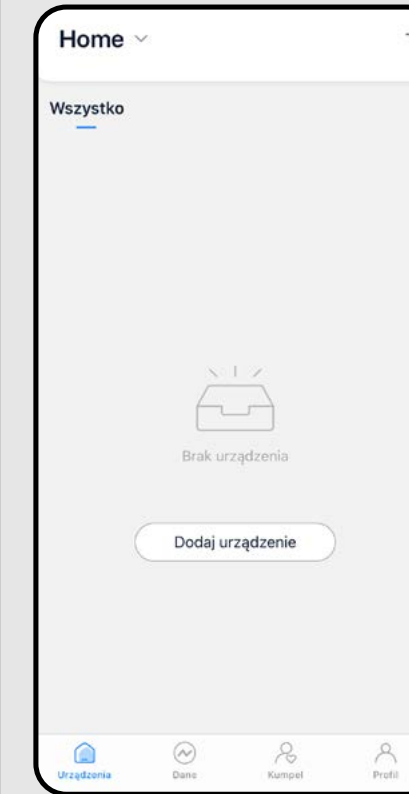 Home
Wszystko
Brak urządzenia
Dodaj urządzenie
Urządzenia
Dane
Kumpel
Profil